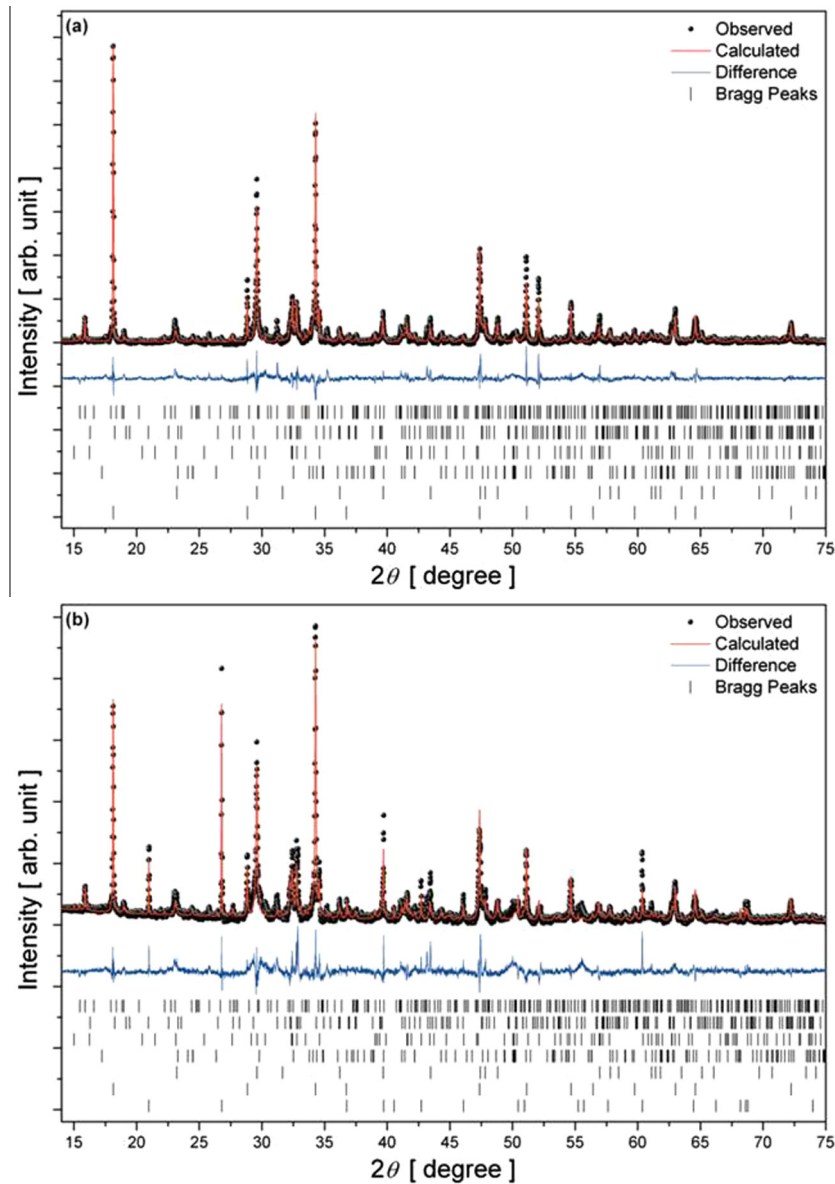 (a)
Observed
Calculated
Difference
Bragg Peaks
Intensity [ arb. unit ]
15 20 25 30 35 40 45 50 55 60 65 70 75
2θ [ degree ]
(b)
Observed
Calculated
Difference
Bragg Peaks
Intensity [ arb. unit ]
15 20 25 30 35 40 45 50 55 60 65 70 75
2θ [ degree ]